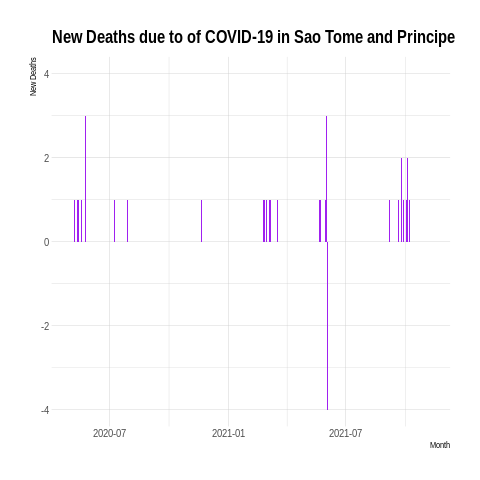 New Deaths due to of COVID-19 in Sao Tome and Principe
New Deaths
4
2
0
-2
-4
2020-07
2021-01
2021-07
Month